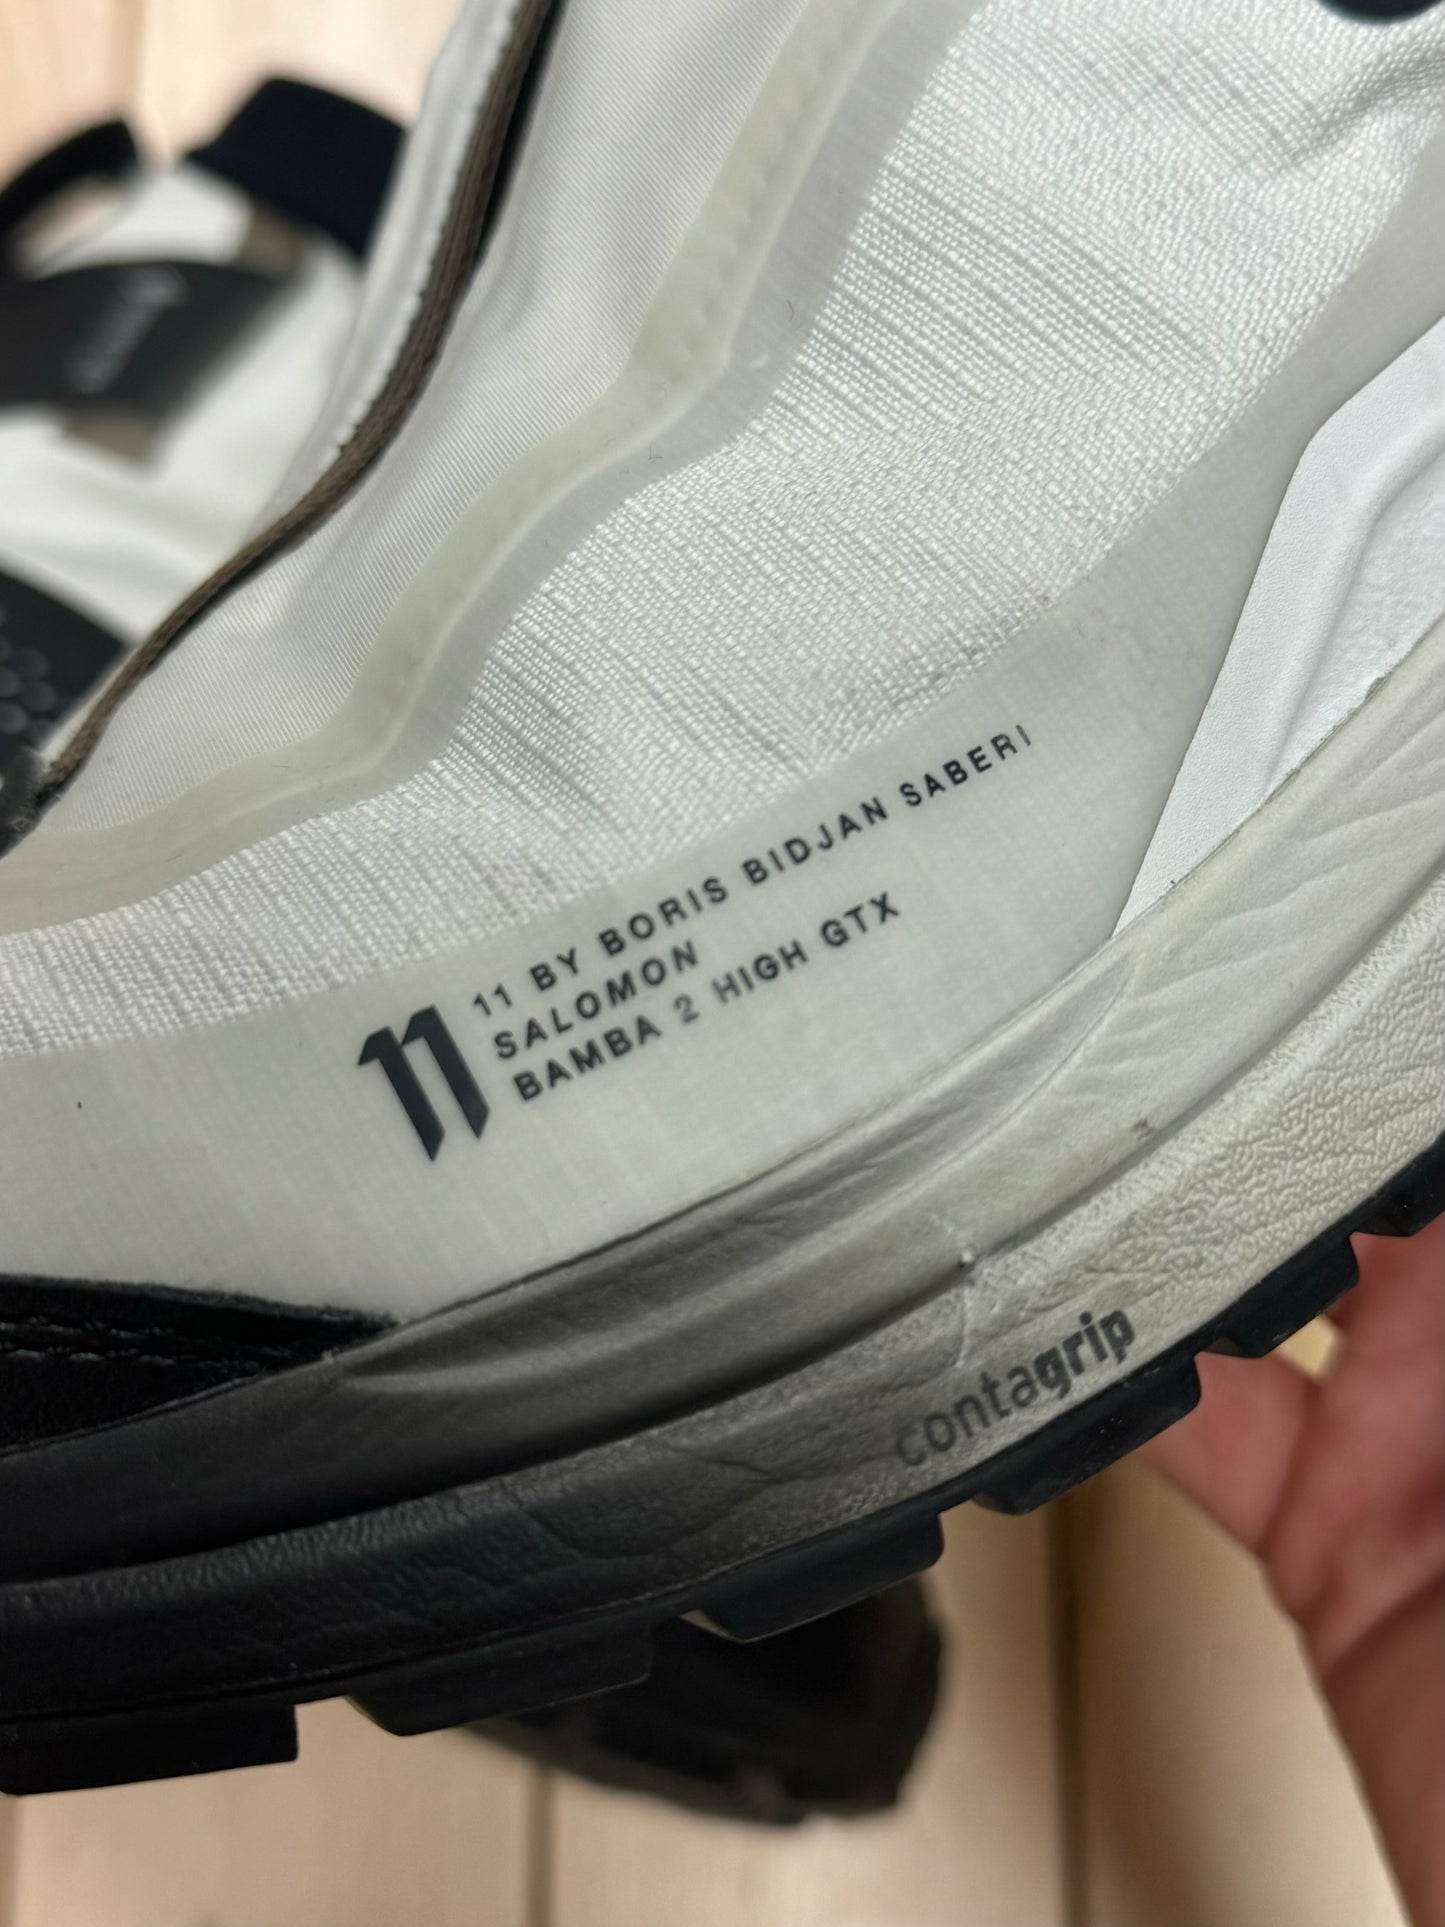 11
11 BY BORIS BIDJAN SABERI
SALOMON
BAMBA 2 HIGH GTX
contagrip